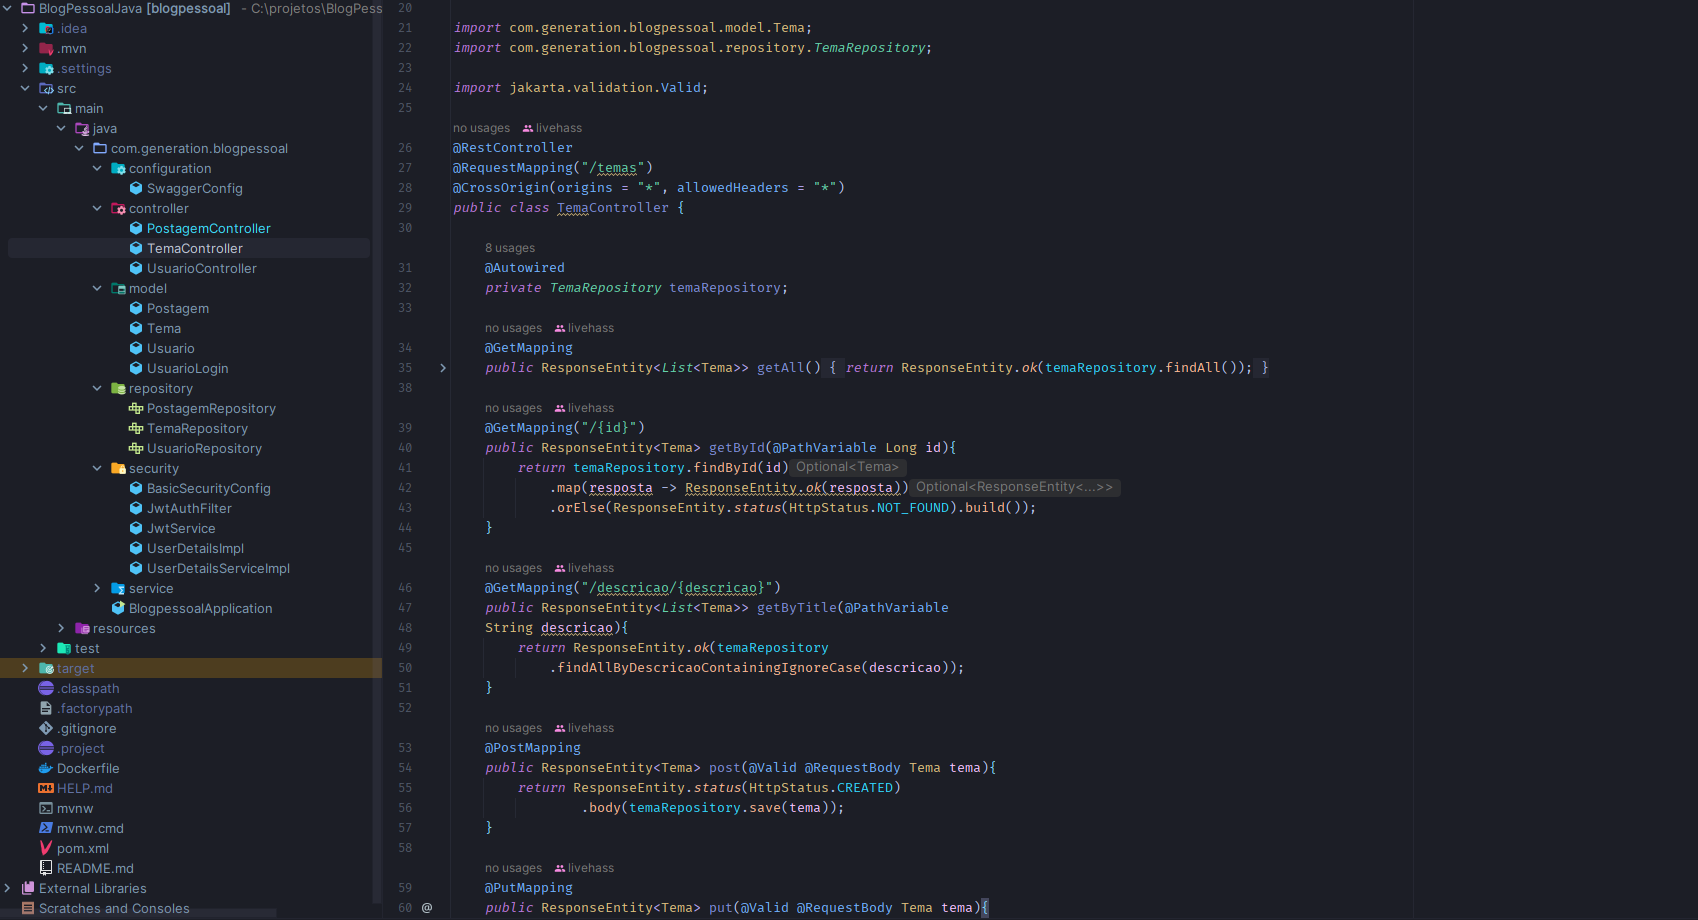 BlogPessoalJava [blogpessoal] - C:\projetos\BlogPess
.idea
.mvn
.settings
src
main
java
com.generation.blogpessoal
configuration
SwaggerConfig
controller
PostagemController
TemaController
UsuarioController
model
Postagem
Tema
Usuario
UsuarioLogin
repository
PostagemRepository
TemaRepository
UsuarioRepository
security
BasicSecurityConfig
JwtAuthFilter
JwtService
UserDetailsImpl
UserDetailsServiceImpl
service
BlogpessoalApplication
resources
test
target
.classpath
.factorypath
.gitignore
.project
Dockerfile
HELP.md
mvnw
mvnw.cmd
pom.xml
README.md
External Libraries
Scratches and Consoles
20
21 import com.generation.blogpessoal.model.Tema;
22 import com.generation.blogpessoal.repository.TemaRepository;
23
24 import jakarta.validation.Valid;
25
no usages livehass
26 @RestController
27 @RequestMapping("/temas")
28 @CrossOrigin(origins = "*", allowedHeaders = "*")
29 public class TemaController {
30
8 usages
31 @Autowired
32 private TemaRepository temaRepository;
33
no usages livehass
34 @GetMapping
35 public ResponseEntity<List<Tema>> getAll() { return ResponseEntity.ok(temaRepository.findAll()); }
38
no usages livehass
39 @GetMapping("/{id}")
40 public ResponseEntity<Tema> getById(@PathVariable Long id){
41 return temaRepository.findById(id) Optional<Tema>
42 .map(resposta -> ResponseEntity.ok(resposta)) Optional<ResponseEntity<...>>
43 .orElse(ResponseEntity.status(HttpStatus.NOT_FOUND).build());
44 }
45
no usages livehass
46 @GetMapping("/descricao/{descricao}")
47 public ResponseEntity<List<Tema>> getByTitle(@PathVariable
48 String descricao){
49 return ResponseEntity.ok(temaRepository
50 .findAllByDescricaoContainingIgnoreCase(descricao));
51 }
52
no usages livehass
53 @PostMapping
54 public ResponseEntity<Tema> post(@Valid @RequestBody Tema tema){
55 return ResponseEntity.status(HttpStatus.CREATED)
56 .body(temaRepository.save(tema));
57 }
58
no usages livehass
59 @PutMapping
60 @ public ResponseEntity<Tema> put(@Valid @RequestBody Tema tema){